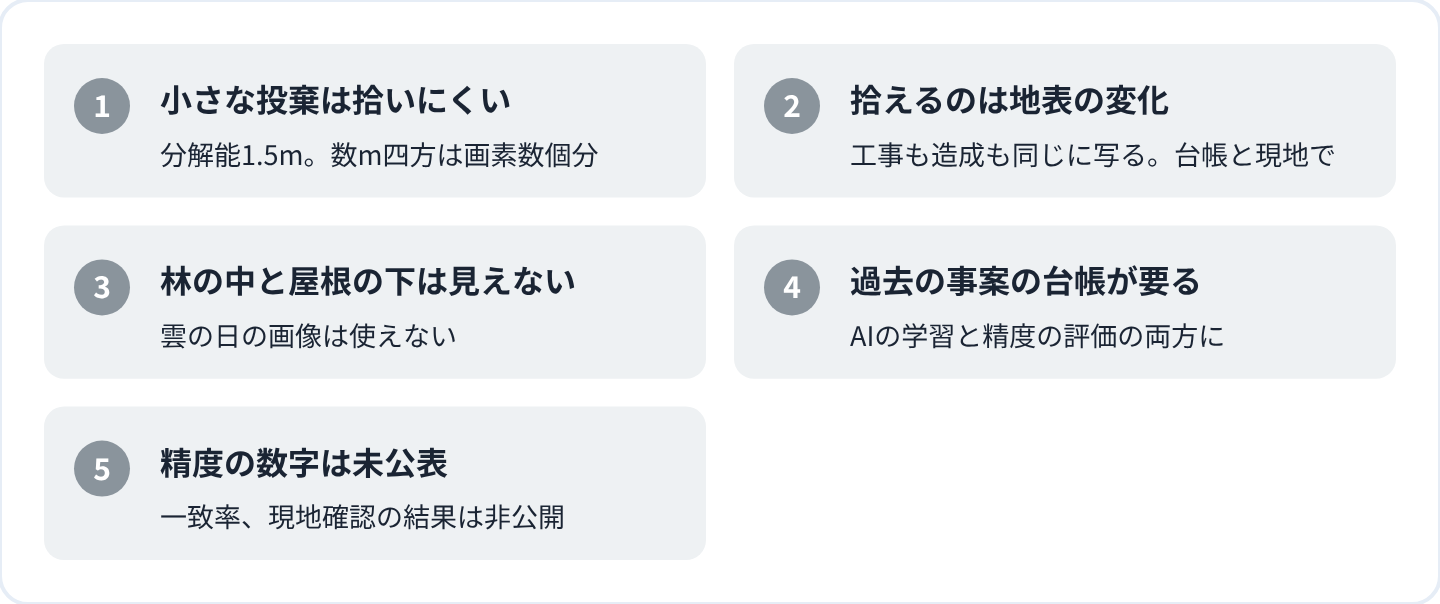 1
小さな投棄は拾いにくい
分解能1.5m。数m四方は画素数個分
2
拾えるのは地表の変化
工事も造成も同じに写る。台帳と現地で
3
林の中と屋根の下は見えない
雲の日の画像は使えない
4
過去の事案の台帳が要る
AIの学習と精度の評価の両方に
5
精度の数字は未公表
一致率、現地確認の結果は非公開